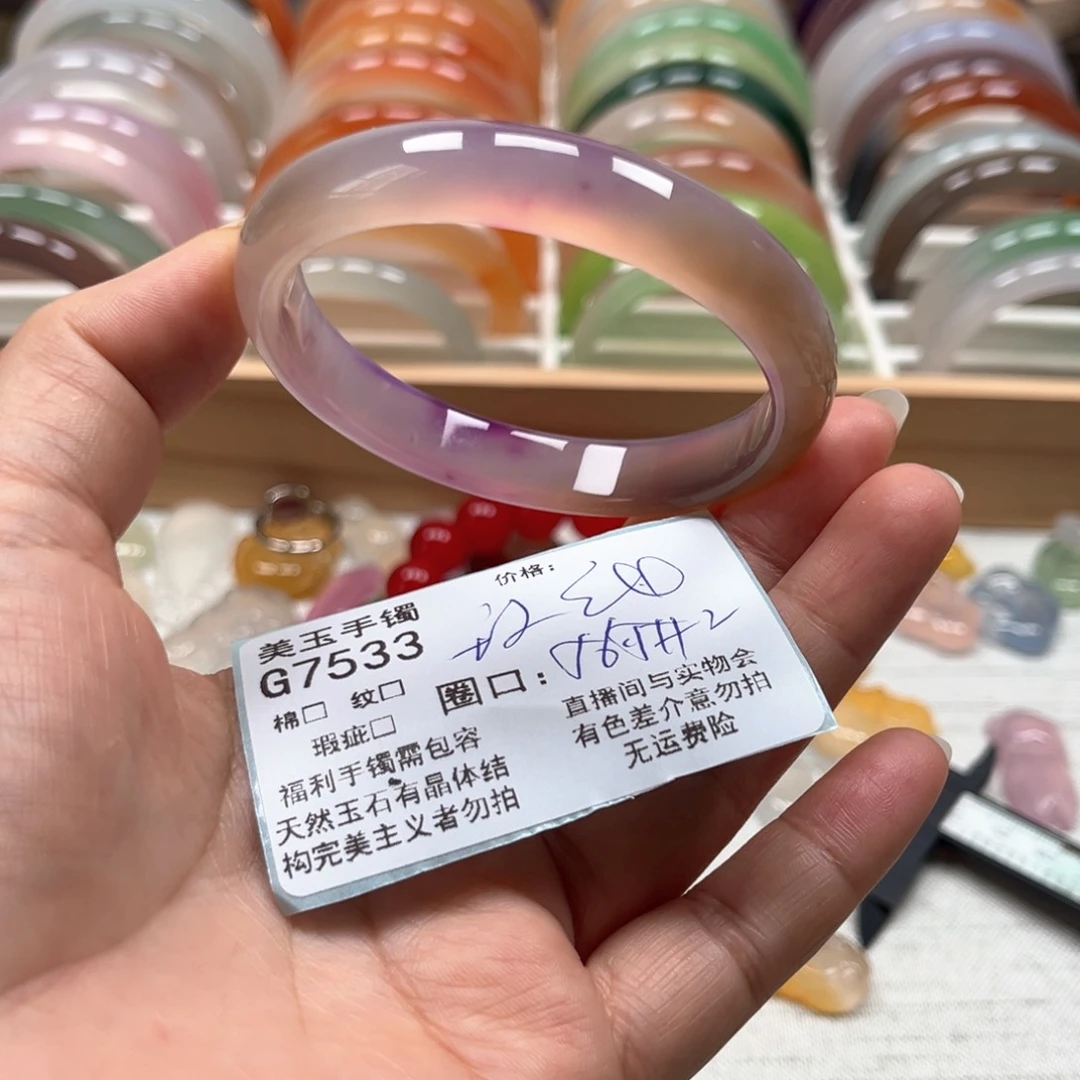 价格:
美玉手镯
G7533
棉□ 纹□
圈口:
瑕疵□
福利手镯需包容
天然玉石有晶体结
构完美主义者勿拍
直播间与实物会
有色差介意勿拍
无运费险